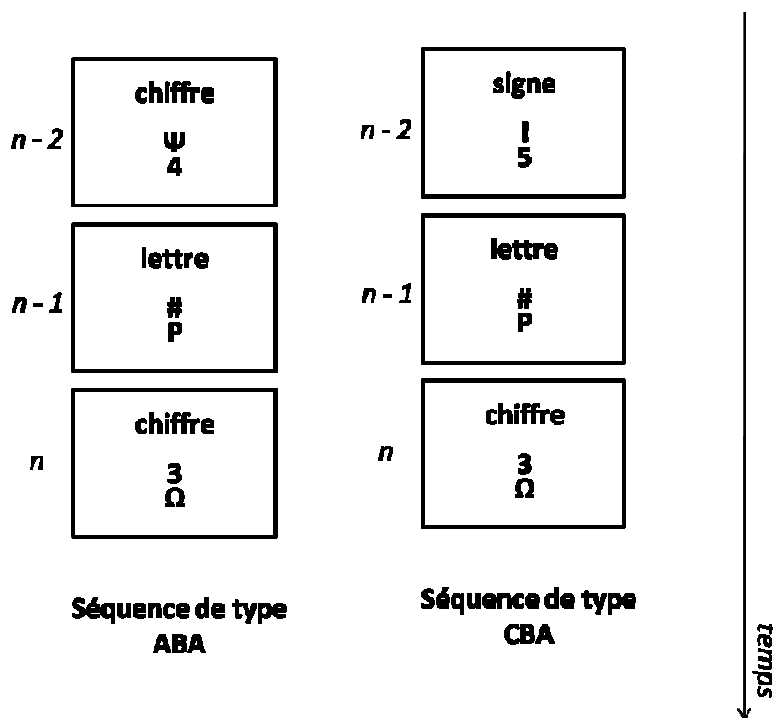 n - 2
chiffre
Ψ
4
n - 1
lettre
#
P
n
chiffre
3
Ω
Séquence de type
ABA
n - 2
signe
5
n - 1
lettre
#
P
n
chiffre
3
Ω
Séquence de type
CBA
temps